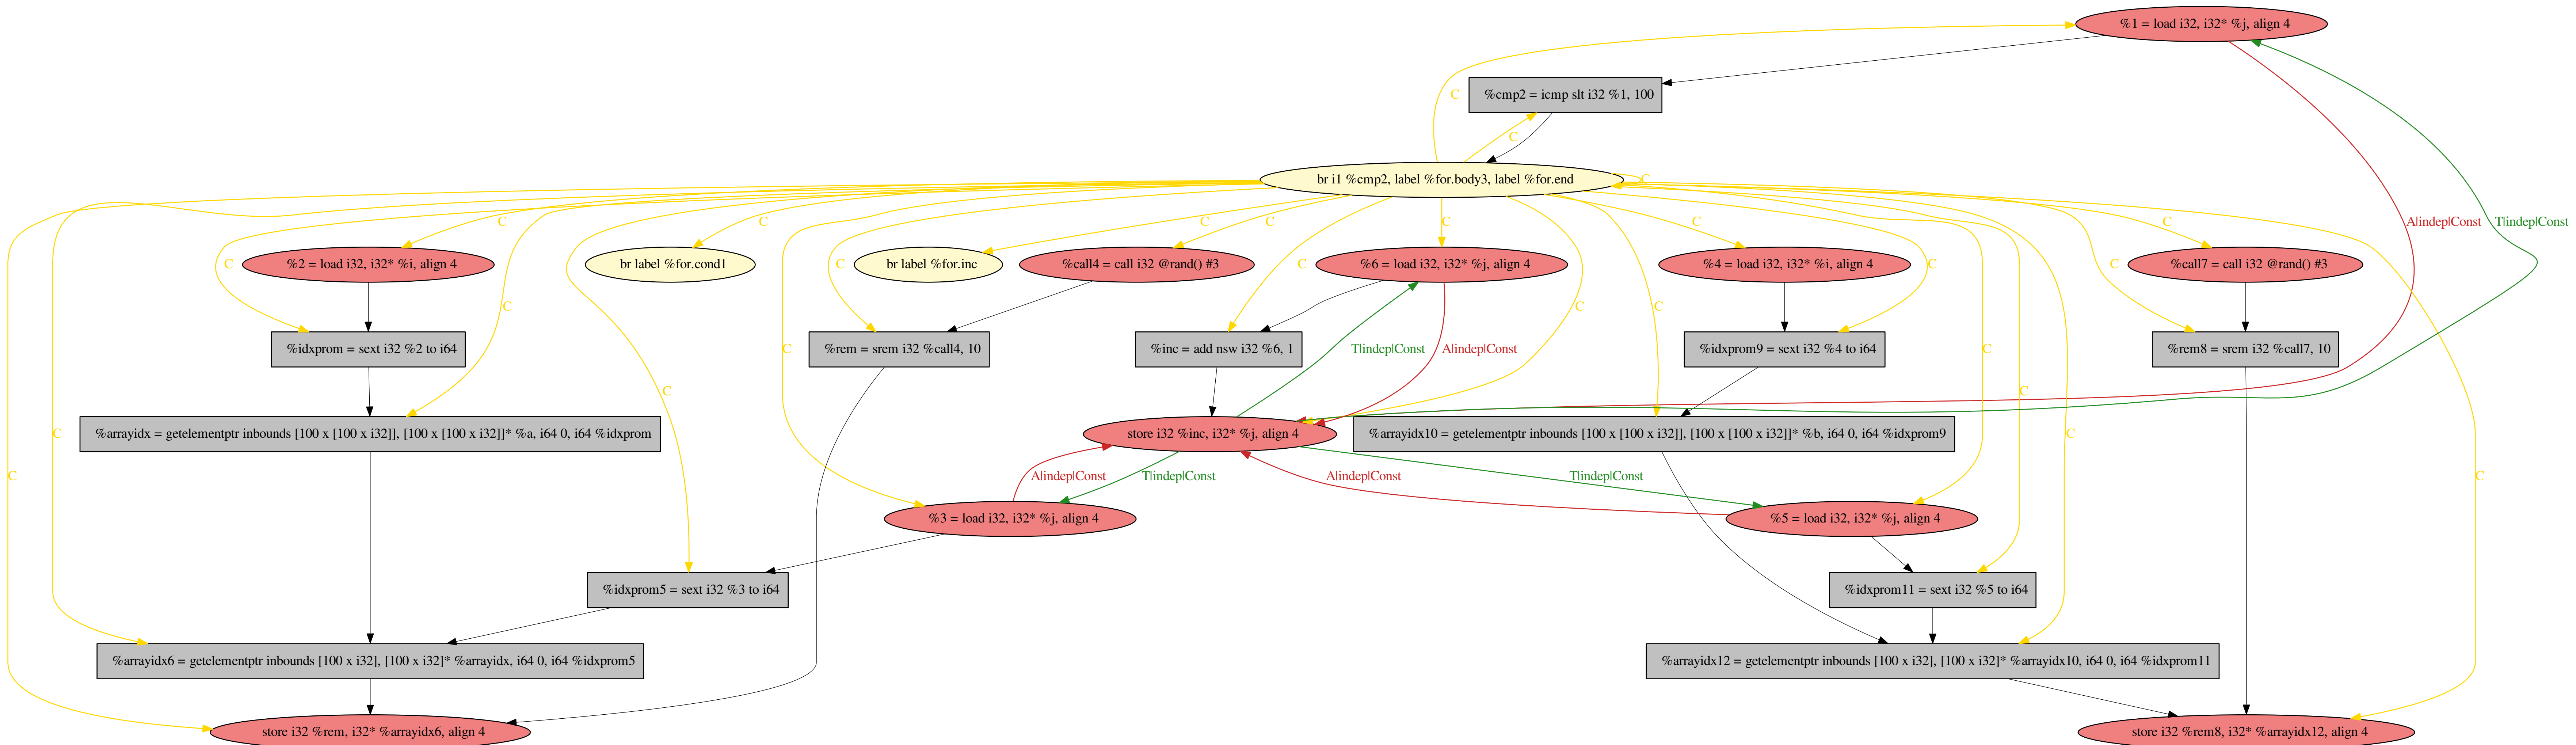 %1 = load i32, i32* %j, align 4
%cmp2 = icmp slt i32 %1, 100
C
C
br i1 %cmp2, label %for.body3, label %for.end
C
C
C
C
C
C
C
A|indep|Const
T|indep|Const
%2 = load i32, i32* %i, align 4
br label %for.cond1
br label %for.inc
%call4 = call i32 @rand() #3
%6 = load i32, i32* %j, align 4
%4 = load i32, i32* %i, align 4
%call7 = call i32 @rand() #3
C
C
C
C
C
C
C
C
C
%idxprom = sext i32 %2 to i64
%rem = srem i32 %call4, 10
%inc = add nsw i32 %6, 1
T|indep|Const
A|indep|Const
%idxprom9 = sext i32 %4 to i64
%rem8 = srem i32 %call7, 10
C
C
C
C
C
%arrayidx = getelementptr inbounds [100 x [100 x i32]], [100 x [100 x i32]]* %a, i64 0, i64 %idxprom
store i32 %inc, i32* %j, align 4
%arrayidx10 = getelementptr inbounds [100 x [100 x i32]], [100 x [100 x i32]]* %b, i64 0, i64 %idxprom9
C
C
C
C
A|indep|Const
T|indep|Const
A|indep|Const
T|indep|Const
%3 = load i32, i32* %j, align 4
%5 = load i32, i32* %j, align 4
%idxprom5 = sext i32 %3 to i64
%idxprom11 = sext i32 %5 to i64
%arrayidx6 = getelementptr inbounds [100 x i32], [100 x i32]* %arrayidx, i64 0, i64 %idxprom5
%arrayidx12 = getelementptr inbounds [100 x i32], [100 x i32]* %arrayidx10, i64 0, i64 %idxprom11
store i32 %rem, i32* %arrayidx6, align 4
store i32 %rem8, i32* %arrayidx12, align 4